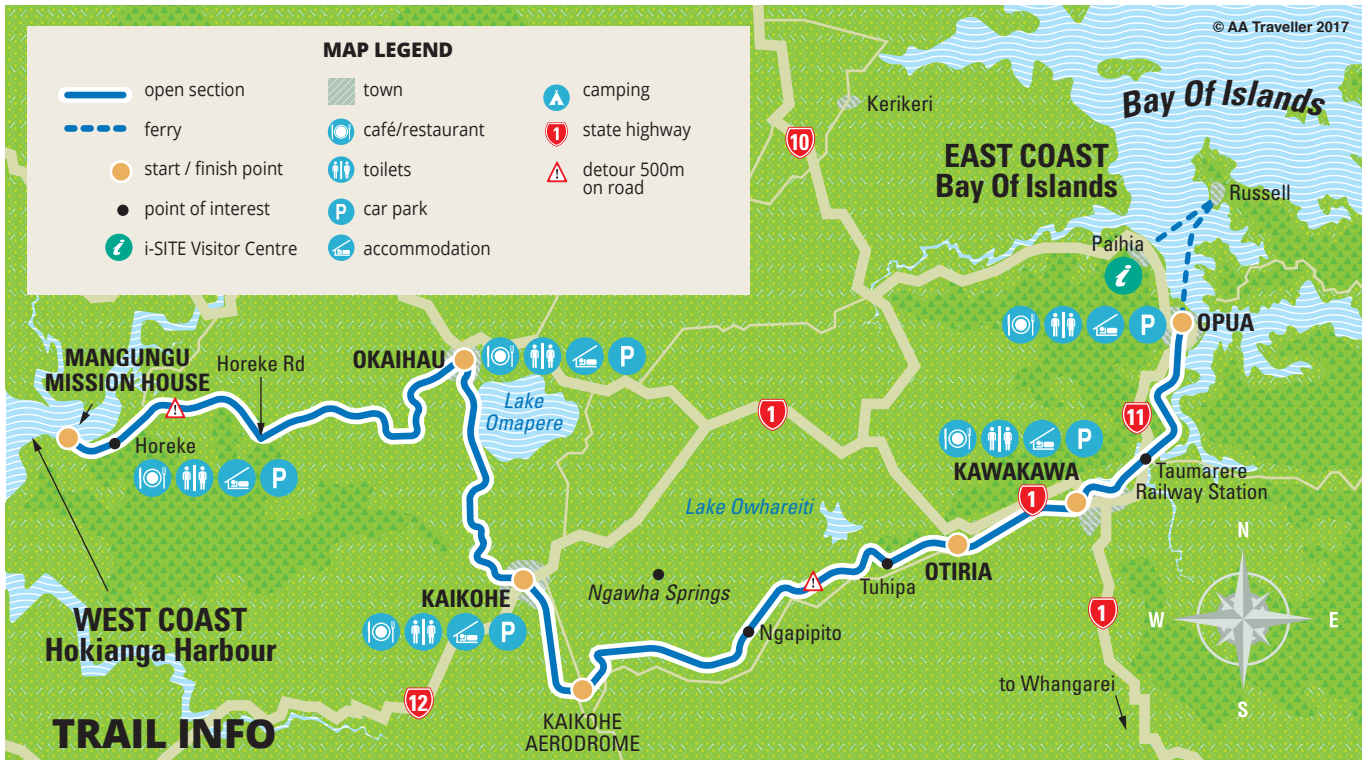 © AA Traveller 2017
MAP LEGEND
open section
ferry
start / finish point
point of interest
i
i-SITE Visitor Centre
town
café/restaurant
toilets
P
car park
accommodation
camping
1
state highway
detour 500m
on road
Bay Of Islands
Kerikeri
10
EAST COAST
Bay Of Islands
Russell
Paihia
i
P
OPUA
MANGUNGU
MISSION HOUSE
Horeke Rd
OKAIHAU
P
Lake
Omapere
1
11
Horeke
P
P
KAWAKAWA
1
Taumarere
Railway Station
Lake Owhareiti
OTIRIA
Tuhipa
KAIKOHE
P
Ngawha Springs
Ngapipito
WEST COAST
Hokianga Harbour
12
1
N
W
E
S
to Whangarei
KAIKOHE
AERODROME
TRAIL INFO